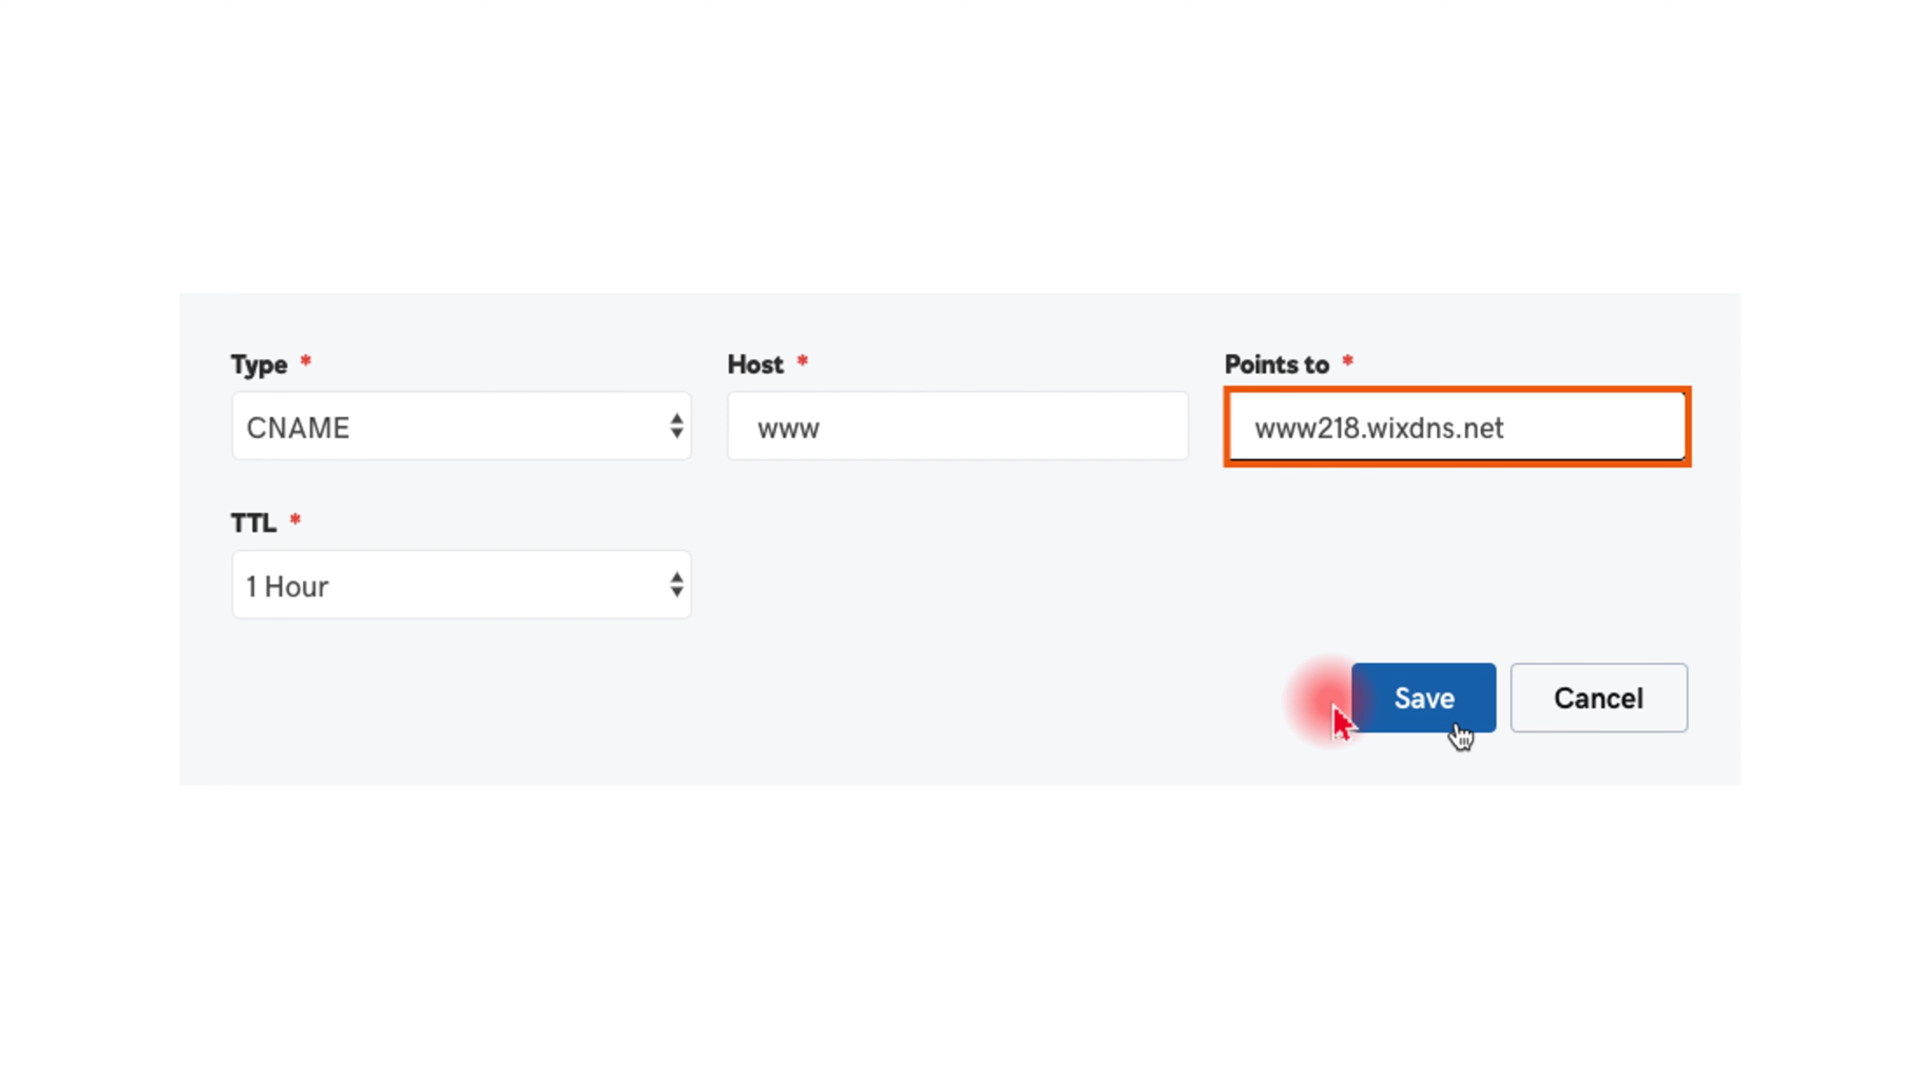 Type * Host * Points to *
CNAME www www218.wixdns.net
TTL *
1 Hour
Save Cancel